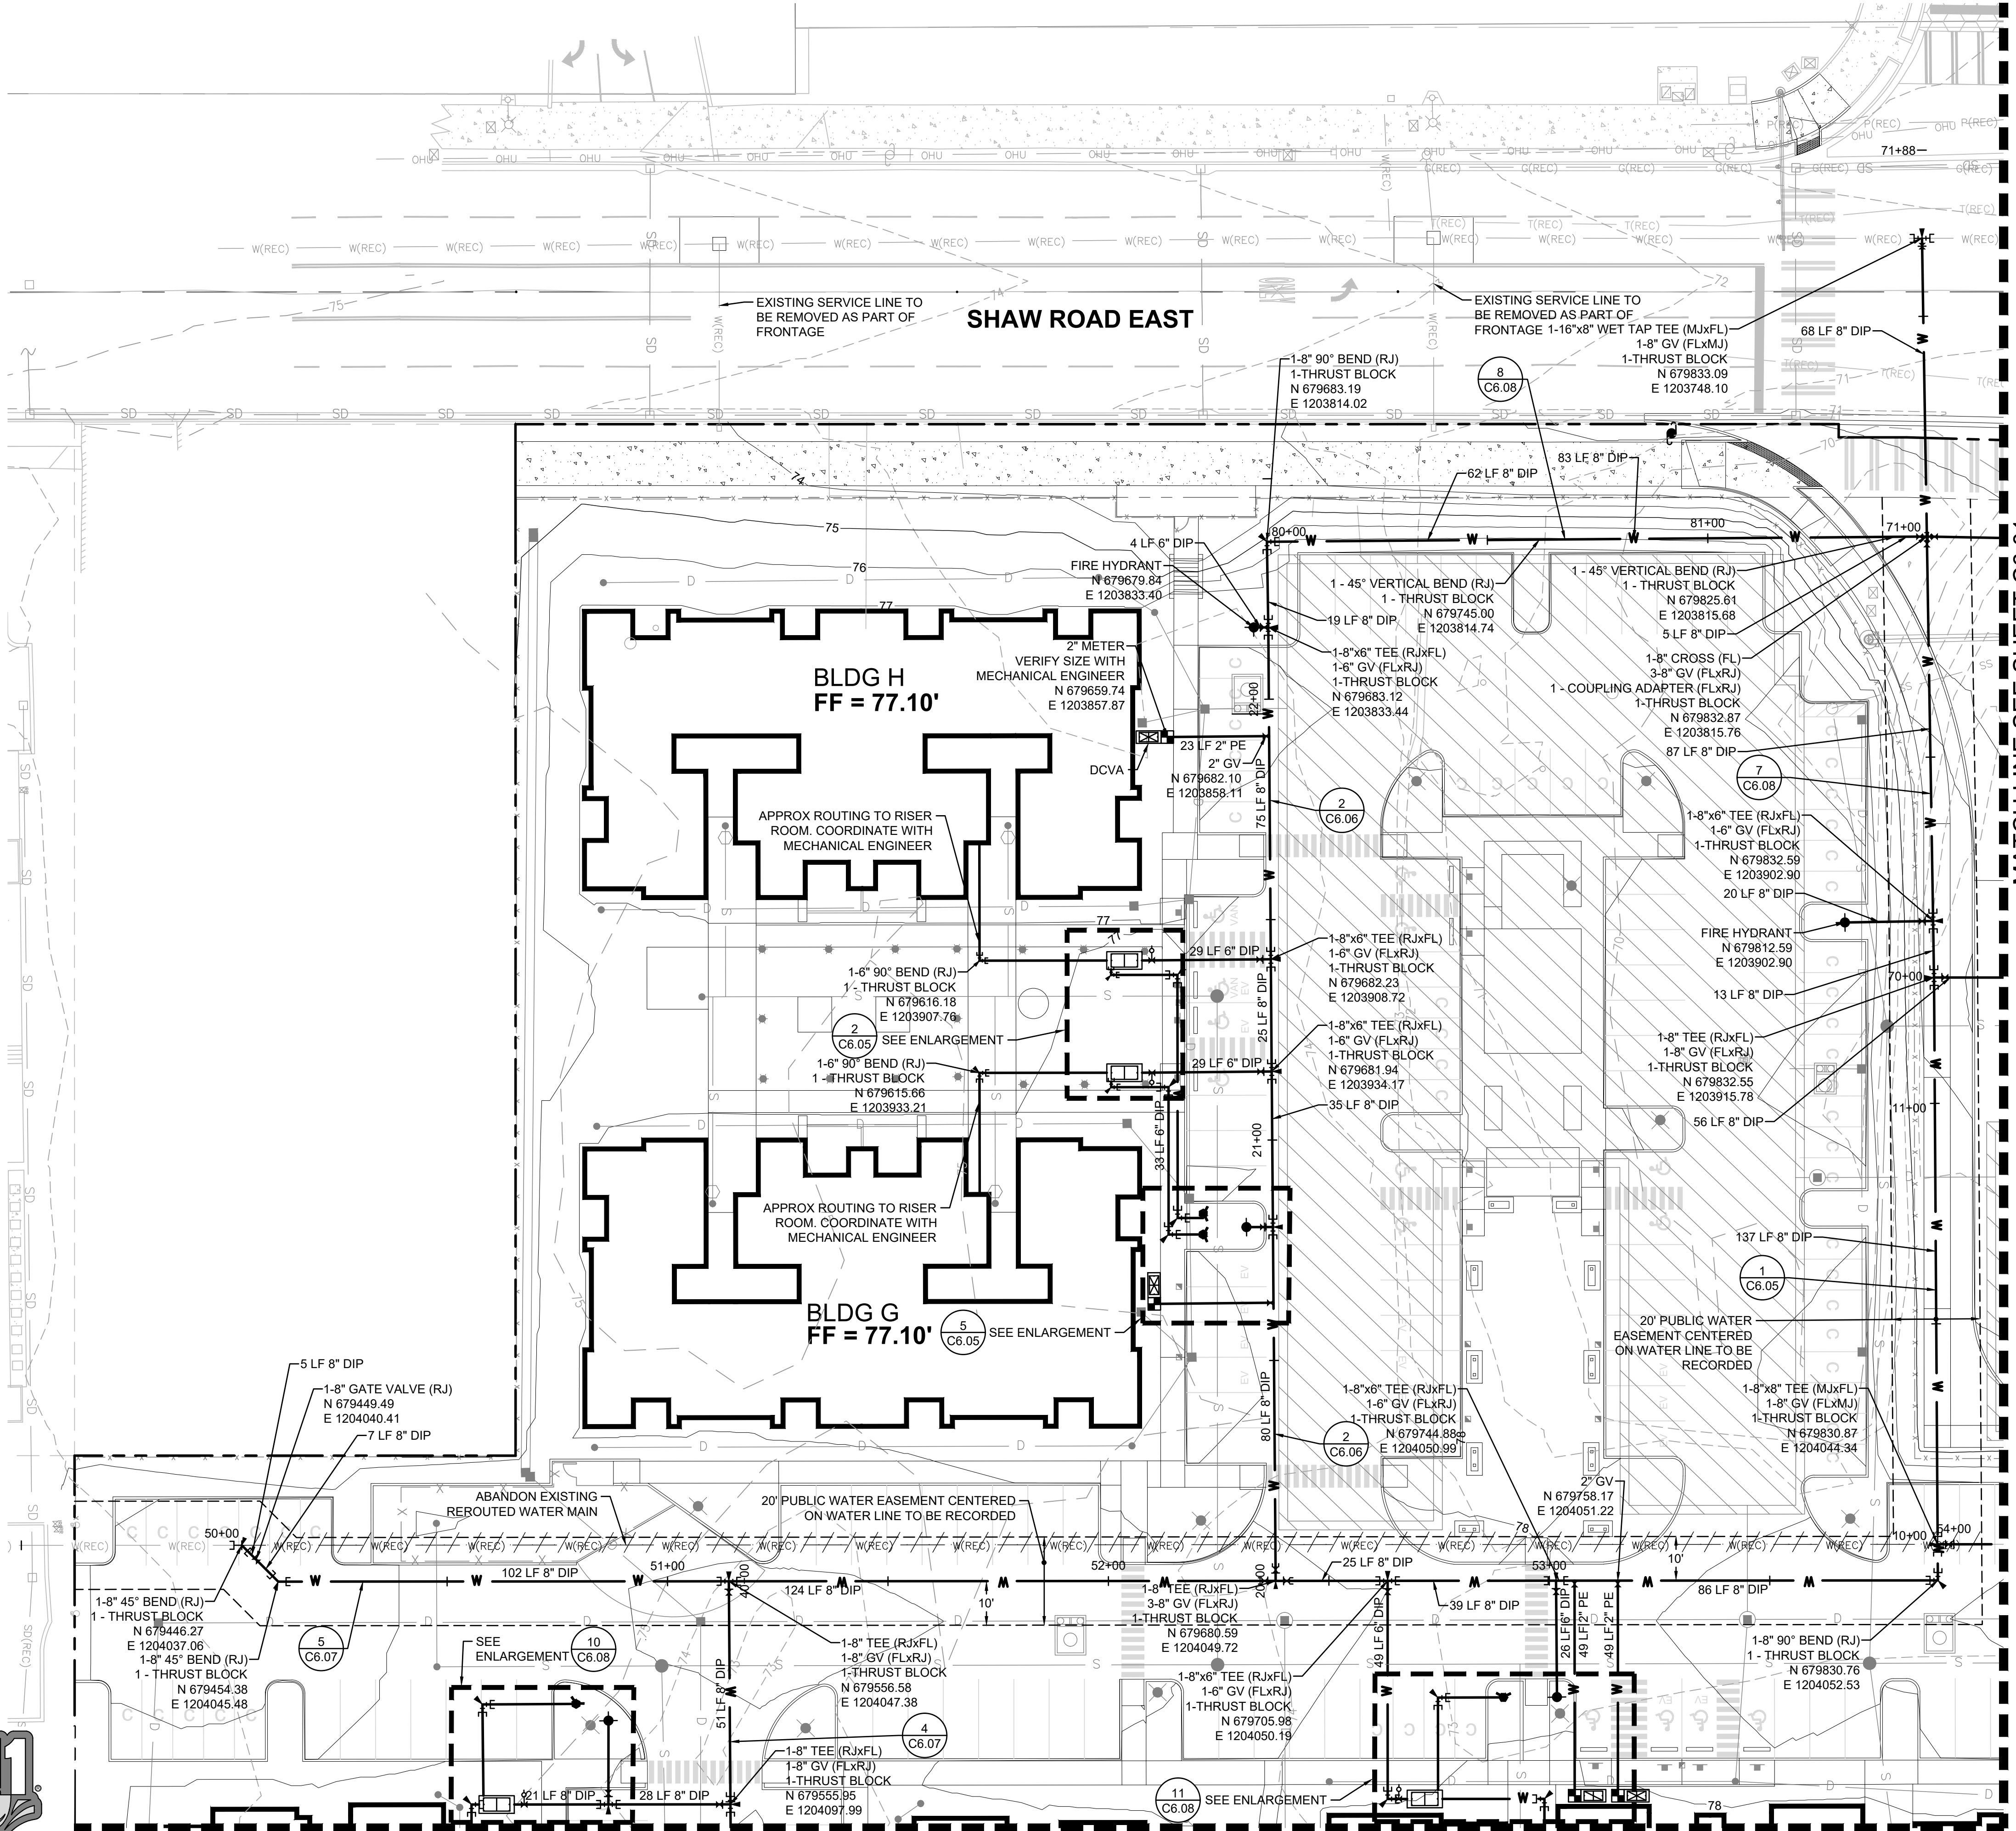 71+88
OHU
P(REC)
G(REC)
T(REC)
W(REC)
SD
75
74
72
71
70
EXISTING SERVICE LINE TO
BE REMOVED AS PART OF
FRONTAGE
SHAW ROAD EAST
EXISTING SERVICE LINE TO
BE REMOVED AS PART OF
FRONTAGE
1-16"x8" WET TAP TEE (MJxFL)
1-8" GV (FLxMJ)
1-THRUST BLOCK
N 679833.09
E 1203748.10
68 LF 8" DIP
1-8" 90° BEND (RJ)
1-THRUST BLOCK
N 679683.19
E 1203814.02
8
C6.08
62 LF 8" DIP
83 LF 8" DIP
80+00
81+00
71+00
4 LF 6" DIP
FIRE HYDRANT
N 679679.84
E 1203833.40
74
75
76
77
19 LF 8" DIP
1 - 45° VERTICAL BEND (RJ)
1 - THRUST BLOCK
N 679745.00
E 1203814.74
1 - 45° VERTICAL BEND (RJ)
1 - THRUST BLOCK
N 679825.61
E 1203815.68
5 LF 8" DIP
1-8" CROSS (FL)
3-8" GV (FLxRJ)
1 - COUPLING ADAPTER (FLxRJ)
1-THRUST BLOCK
N 679832.87
E 1203815.76
87 LF 8" DIP
7
C6.08
1-8"x6" TEE (RJxFL)
1-6" GV (FLxRJ)
1-THRUST BLOCK
N 679683.12
E 1203833.44
BLDG H
FF = 77.10'
2" METER
VERIFY SIZE WITH
MECHANICAL ENGINEER
N 679659.74
E 1203857.87
22+00
23 LF 2" PE
2" GV
N 679682.10
E 1203858.11
DCVA
75 LF 8" DIP
2
C6.06
APPROX ROUTING TO RISER
ROOM. COORDINATE WITH
MECHANICAL ENGINEER
1-8"x6" TEE (RJxFL)
1-6" GV (FLxRJ)
1-THRUST BLOCK
N 679832.59
E 1203902.90
20 LF 8" DIP
FIRE HYDRANT
N 679812.59
E 1203902.90
70+00
13 LF 8" DIP
1-8" TEE (RJxFL)
1-8" GV (FLxRJ)
1-THRUST BLOCK
N 679832.55
E 1203915.78
56 LF 8" DIP
11+00
77
29 LF 6" DIP
1-8"x6" TEE (RJxFL)
1-6" GV (FLxRJ)
1-THRUST BLOCK
N 679682.23
E 1203908.72
1-6" 90° BEND (RJ)
1 - THRUST BLOCK
N 679616.18
E 1203907.76
2
C6.05
SEE ENLARGEMENT
25 LF 8" DIP
1-6" 90° BEND (RJ)
1 - THRUST BLOCK
N 679615.66
E 1203933.21
29 LF 6" DIP
1-8"x6" TEE (RJxFL)
1-6" GV (FLxRJ)
1-THRUST BLOCK
N 679681.94
E 1203934.17
35 LF 8" DIP
33 LF 6" DIP
21+00
APPROX ROUTING TO RISER
ROOM. COORDINATE WITH
MECHANICAL ENGINEER
137 LF 8" DIP
1
C6.05
20' PUBLIC WATER
EASEMENT CENTERED
ON WATER LINE TO BE
RECORDED
BLDG G
FF = 77.10'
5
C6.05
SEE ENLARGEMENT
80 LF 8" DIP
2
C6.06
1-8"x6" TEE (RJxFL)
1-6" GV (FLxRJ)
1-THRUST BLOCK
N 679744.88
E 1204050.99
78
1-8"x8" TEE (MJxFL)
1-8" GV (FLxMJ)
1-THRUST BLOCK
N 679830.87
E 1204044.34
5 LF 8" DIP
1-8" GATE VALVE (RJ)
N 679449.49
E 1204040.41
7 LF 8" DIP
2" GV
N 679758.17
E 1204051.22
ABANDON EXISTING
REROUTED WATER MAIN
20' PUBLIC WATER EASEMENT CENTERED
ON WATER LINE TO BE RECORDED
50+00
51+00
52+00
53+00
54+00
10+00
10'
78
102 LF 8" DIP
40+00
124 LF 8" DIP
10'
20+00
25 LF 8" DIP
39 LF 8" DIP
86 LF 8" DIP
1-8" 45° BEND (RJ)
1 - THRUST BLOCK
N 679446.27
E 1204037.06
1-8" 45° BEND (RJ)
1 - THRUST BLOCK
N 679454.38
E 1204045.48
5
C6.07
SEE
ENLARGEMENT
10
C6.08
1-8" TEE (RJxFL)
1-8" GV (FLxRJ)
1-THRUST BLOCK
N 679556.58
E 1204047.38
51 LF 8" DIP
4
C6.07
1-8" TEE (RJxFL)
1-8" GV (FLxRJ)
1-THRUST BLOCK
N 679555.95
E 1204097.99
21 LF 8" DIP
28 LF 8" DIP
1-8" TEE (RJxFL)
3-8" GV (FLxRJ)
1-THRUST BLOCK
N 679680.59
E 1204049.72
1-8"x6" TEE (RJxFL)
1-6" GV (FLxRJ)
1-THRUST BLOCK
N 679705.98
E 1204050.19
49 LF 6" DIP
26 LF 6" DIP
49 LF 2" PE
49 LF 2" PE
1-8" 90° BEND (RJ)
1 - THRUST BLOCK
N 679830.76
E 1204052.53
11
C6.08
SEE ENLARGEMENT
78
SD(REC)